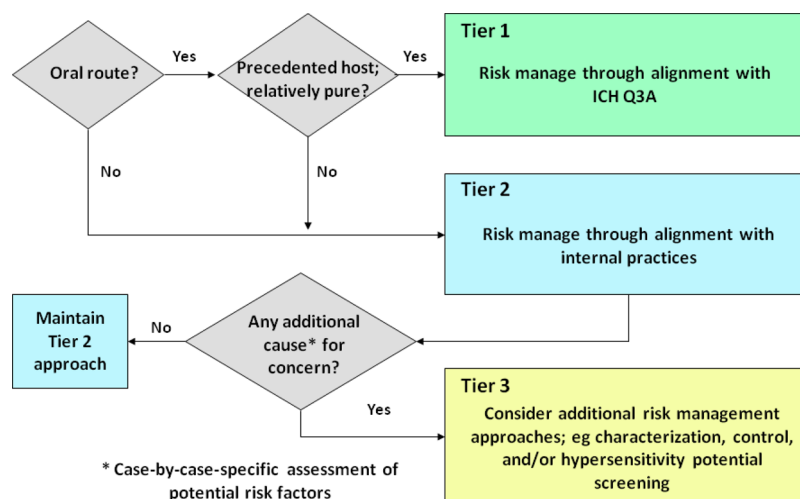 Oral route?
Yes
Precedented host;
relatively pure?
Yes
Tier 1
Risk manage through alignment with
ICH Q3A
No
No
Tier 2
Risk manage through alignment with
internal practices
Maintain
Tier 2
approach
No
Any additional
cause* for
concern?
Yes
Tier 3
Consider additional risk management
approaches; eg characterization, control,
and/or hypersensitivity potential
screening
* Case-by-case-specific assessment of
potential risk factors